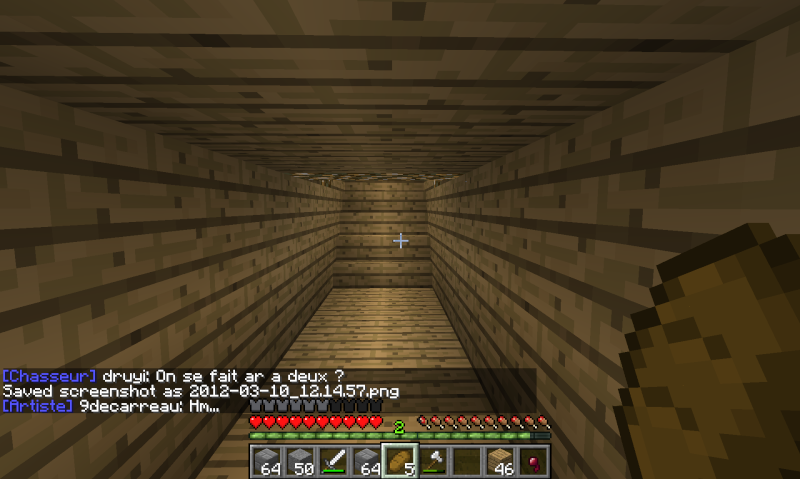 [Chasseur] druyi: On se fait ar a deux ?
Saved screenshot as 2012-03-10_12.14.57.png
[Artiste] 9decarreau: Hm...
2
64 50 64 5 46